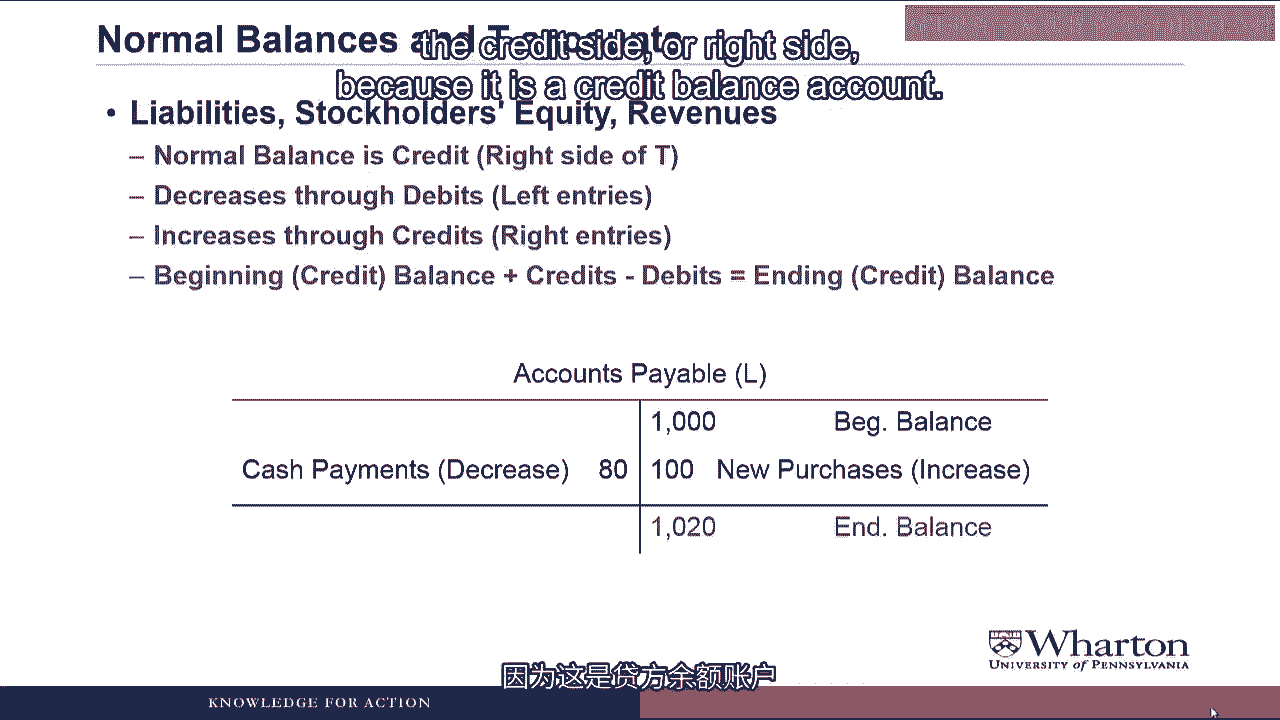 Normal Balances and T-accounts
the credit side, or right side,
because it is a credit balance account.
• Liabilities, Stockholders' Equity, Revenues
– Normal Balance is Credit (Right side of T)
– Decreases through Debits (Left entries)
– Increases through Credits (Right entries)
– Beginning (Credit) Balance + Credits - Debits = Ending (Credit) Balance
Accounts Payable (L)
1,000 Beg. Balance
Cash Payments (Decrease) 80 100 New Purchases (Increase)
1,020 End. Balance
Wharton
UNIVERSITY of PENNSYLVANIA
因为这是贷方余额账户
KNOWLEDGE FOR ACTION